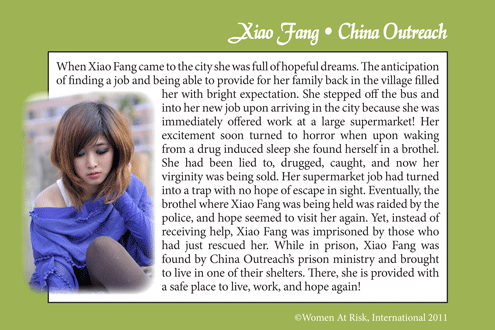 Xiao Fang • China Outreach
When Xiao Fang came to the city she was full of hopeful dreams. The anticipation
of finding a job and being able to provide for her family back in the village filled
her with bright expectation. She stepped off the bus and
into her new job upon arriving in the city because she was
immediately offered work at a large supermarket! Her
excitement soon turned to horror when upon waking
from a drug induced sleep she found herself in a brothel.
She had been lied to, drugged, caught, and now her
virginity was being sold. Her supermarket job had turned
into a trap with no hope of escape in sight. Eventually, the
brothel where Xiao Fang was being held was raided by the
police, and hope seemed to visit her again. Yet, instead of
receiving help, Xiao Fang was imprisoned by those who
had just rescued her. While in prison, Xiao Fang was
found by China Outreach's prison ministry and brought
to live in one of their shelters. There, she is provided with
a safe place to live, work, and hope again!
©Women At Risk, International 2011